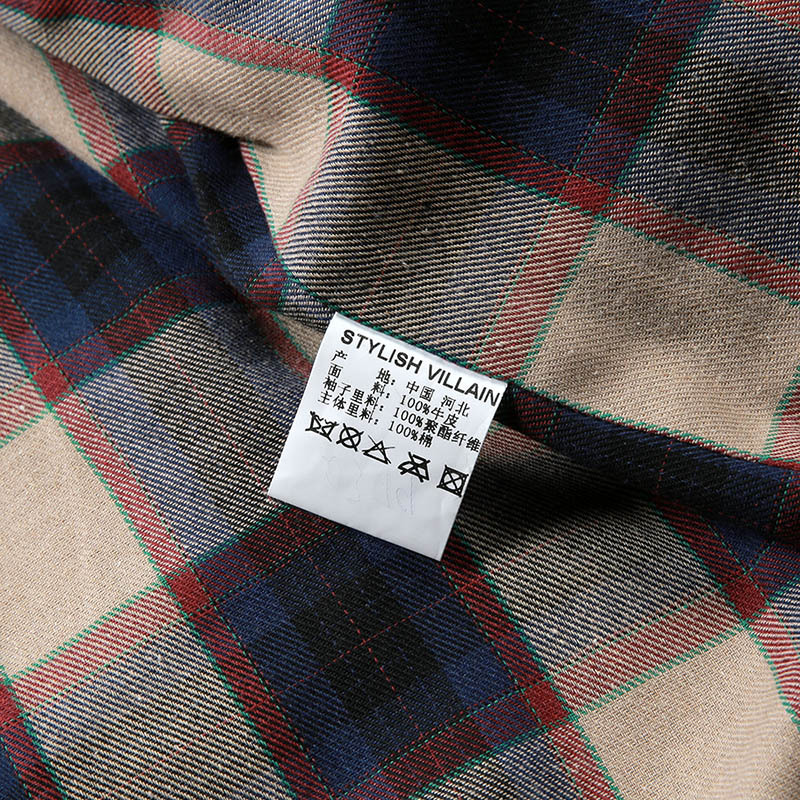 STYLISH VILLAIN
产 地: 中国 河北
面 料: 100%牛皮
袖子里料: 100%聚酯纤维
主体里料: 100%棉